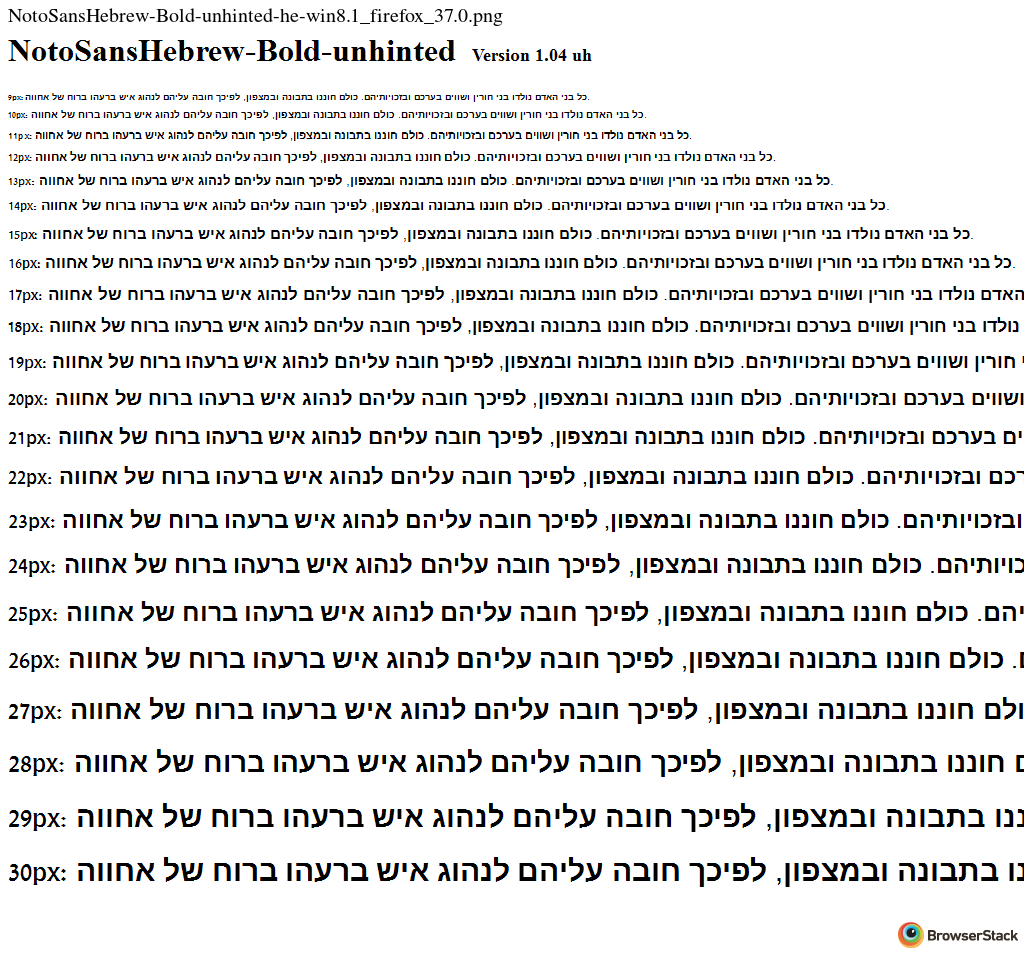 NotoSansHebrew-Bold-unhinted-he-win8.1_firefox_37.0.png
NotoSansHebrew-Bold-unhinted Version 1.04 uh
9px: כל בני האדם נולדו בני חורין ושווים בערכם ובזכויותיהם. כולם חוננו בתבונה ובמצפון, לפיכך חובה עליהם לנהוג איש ברעהו ברוח של אחווה.
10px: כל בני האדם נולדו בני חורין ושווים בערכם ובזכויותיהם. כולם חוננו בתבונה ובמצפון, לפיכך חובה עליהם לנהוג איש ברעהו ברוח של אחווה.
11px: כל בני האדם נולדו בני חורין ושווים בערכם ובזכויותיהם. כולם חוננו בתבונה ובמצפון, לפיכך חובה עליהם לנהוג איש ברעהו ברוח של אחווה.
12px: כל בני האדם נולדו בני חורין ושווים בערכם ובזכויותיהם. כולם חוננו בתבונה ובמצפון, לפיכך חובה עליהם לנהוג איש ברעהו ברוח של אחווה.
13px: כל בני האדם נולדו בני חורין ושווים בערכם ובזכויותיהם. כולם חוננו בתבונה ובמצפון, לפיכך חובה עליהם לנהוג איש ברעהו ברוח של אחווה.
14px: כל בני האדם נולדו בני חורין ושווים בערכם ובזכויותיהם. כולם חוננו בתבונה ובמצפון, לפיכך חובה עליהם לנהוג איש ברעהו ברוח של אחווה.
15px: כל בני האדם נולדו בני חורין ושווים בערכם ובזכויותיהם. כולם חוננו בתבונה ובמצפון, לפיכך חובה עליהם לנהוג איש ברעהו ברוח של אחווה.
16px: כל בני האדם נולדו בני חורין ושווים בערכם ובזכויותיהם. כולם חוננו בתבונה ובמצפון, לפיכך חובה עליהם לנהוג איש ברעהו ברוח של אחווה.
17px: האדם נולדו בני חורין ושווים בערכם ובזכויותיהם. כולם חוננו בתבונה ובמצפון, לפיכך חובה עליהם לנהוג איש ברעהו ברוח של אחווה
18px: נולדו בני חורין ושווים בערכם ובזכויותיהם. כולם חוננו בתבונה ובמצפון, לפיכך חובה עליהם לנהוג איש ברעהו ברוח של אחווה
19px: חורין ושווים בערכם ובזכויותיהם. כולם חוננו בתבונה ובמצפון, לפיכך חובה עליהם לנהוג איש ברעהו ברוח של אחווה
20px: ושווים בערכם ובזכויותיהם. כולם חוננו בתבונה ובמצפון, לפיכך חובה עליהם לנהוג איש ברעהו ברוח של אחווה
21px: ים בערכם ובזכויותיהם. כולם חוננו בתבונה ובמצפון, לפיכך חובה עליהם לנהוג איש ברעהו ברוח של אחווה
22px: רכם ובזכויותיהם. כולם חוננו בתבונה ובמצפון, לפיכך חובה עליהם לנהוג איש ברעהו ברוח של אחווה
23px: ובזכויותיהם. כולם חוננו בתבונה ובמצפון, לפיכך חובה עליהם לנהוג איש ברעהו ברוח של אחווה
24px: כויותיהם. כולם חוננו בתבונה ובמצפון, לפיכך חובה עליהם לנהוג איש ברעהו ברוח של אחווה
25px: יהם. כולם חוננו בתבונה ובמצפון, לפיכך חובה עליהם לנהוג איש ברעהו ברוח של אחווה
26px: . כולם חוננו בתבונה ובמצפון, לפיכך חובה עליהם לנהוג איש ברעהו ברוח של אחווה
27px: ולם חוננו בתבונה ובמצפון, לפיכך חובה עליהם לנהוג איש ברעהו ברוח של אחווה
28px: חוננו בתבונה ובמצפון, לפיכך חובה עליהם לנהוג איש ברעהו ברוח של אחווה
29px: ננו בתבונה ובמצפון, לפיכך חובה עליהם לנהוג איש ברעהו ברוח של אחווה
30px: ו בתבונה ובמצפון, לפיכך חובה עליהם לנהוג איש ברעהו ברוח של אחווה
BrowserStack